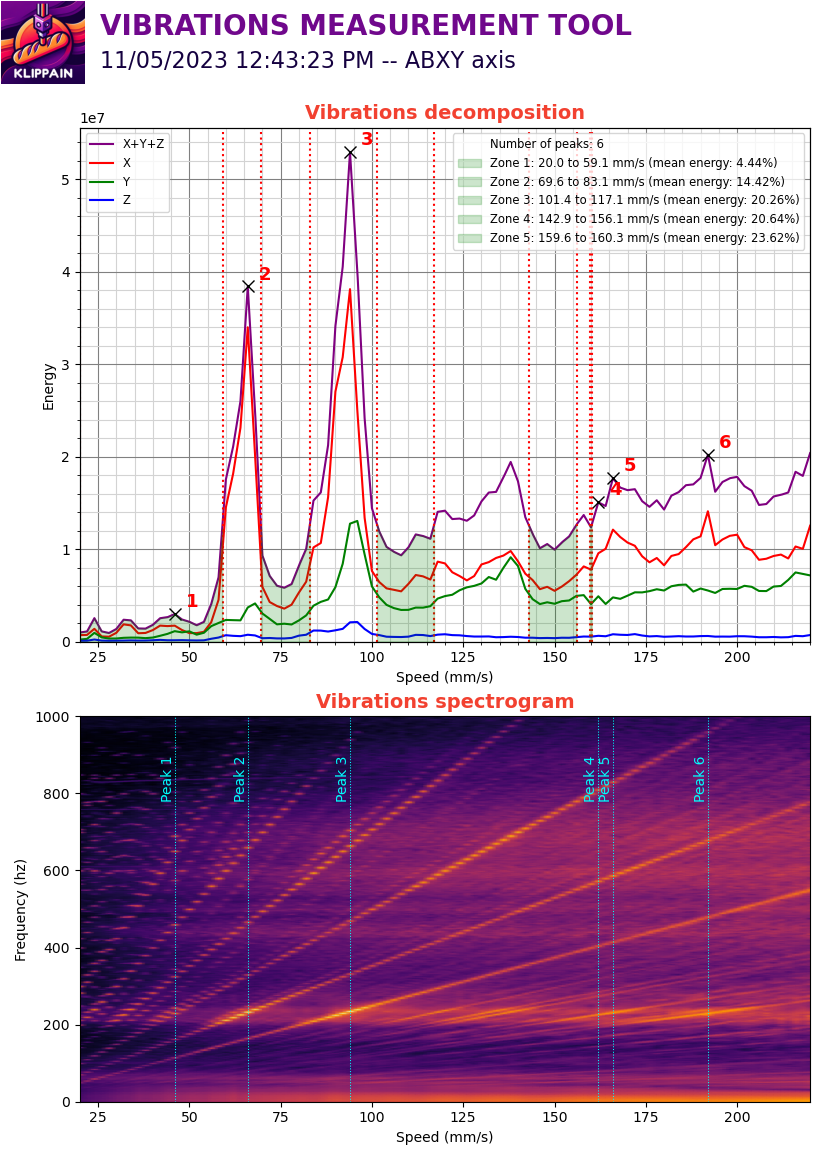 KLIPPAIN
VIBRATIONS MEASUREMENT TOOL
11/05/2023 12:43:23 PM -- ABXY axis
Vibrations decomposition
1e7
X+Y+Z
X
Y
Z
Number of peaks: 6
Zone 1: 20.0 to 59.1 mm/s (mean energy: 4.44%)
Zone 2: 69.6 to 83.1 mm/s (mean energy: 14.42%)
Zone 3: 101.4 to 117.1 mm/s (mean energy: 20.26%)
Zone 4: 142.9 to 156.1 mm/s (mean energy: 20.64%)
Zone 5: 159.6 to 160.3 mm/s (mean energy: 23.62%)
1
2
3
4
5
6
Energy
5
4
3
2
1
0
25 50 75 100 125 150 175 200
Speed (mm/s)
Vibrations spectrogram
Peak 1
Peak 2
Peak 3
Peak 4
Peak 5
Peak 6
Frequency (hz)
1000
800
600
400
200
0
25 50 75 100 125 150 175 200
Speed (mm/s)